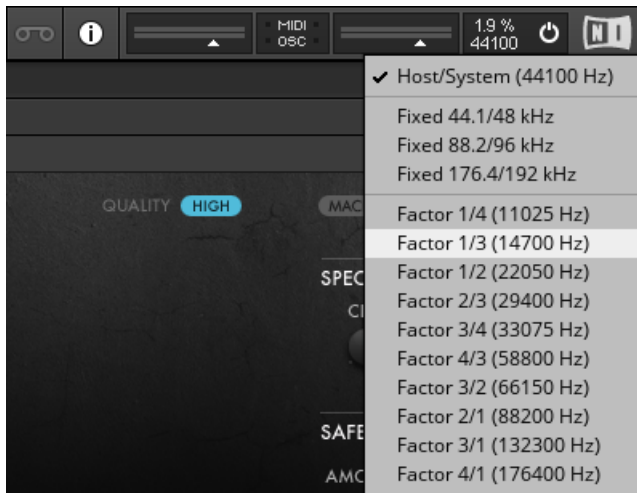 i
MIDI
OSC
1.9 %
44100
NI
✓ Host/System (44100 Hz)
Fixed 44.1/48 kHz
Fixed 88.2/96 kHz
Fixed 176.4/192 kHz
QUALITY HIGH
MAC
Factor 1/4 (11025 Hz)
Factor 1/3 (14700 Hz)
SPEC
Factor 1/2 (22050 Hz)
Factor 2/3 (29400 Hz)
Factor 3/4 (33075 Hz)
Factor 4/3 (58800 Hz)
Factor 3/2 (66150 Hz)
Factor 2/1 (88200 Hz)
SAFE
Factor 3/1 (132300 Hz)
AMO
Factor 4/1 (176400 Hz)